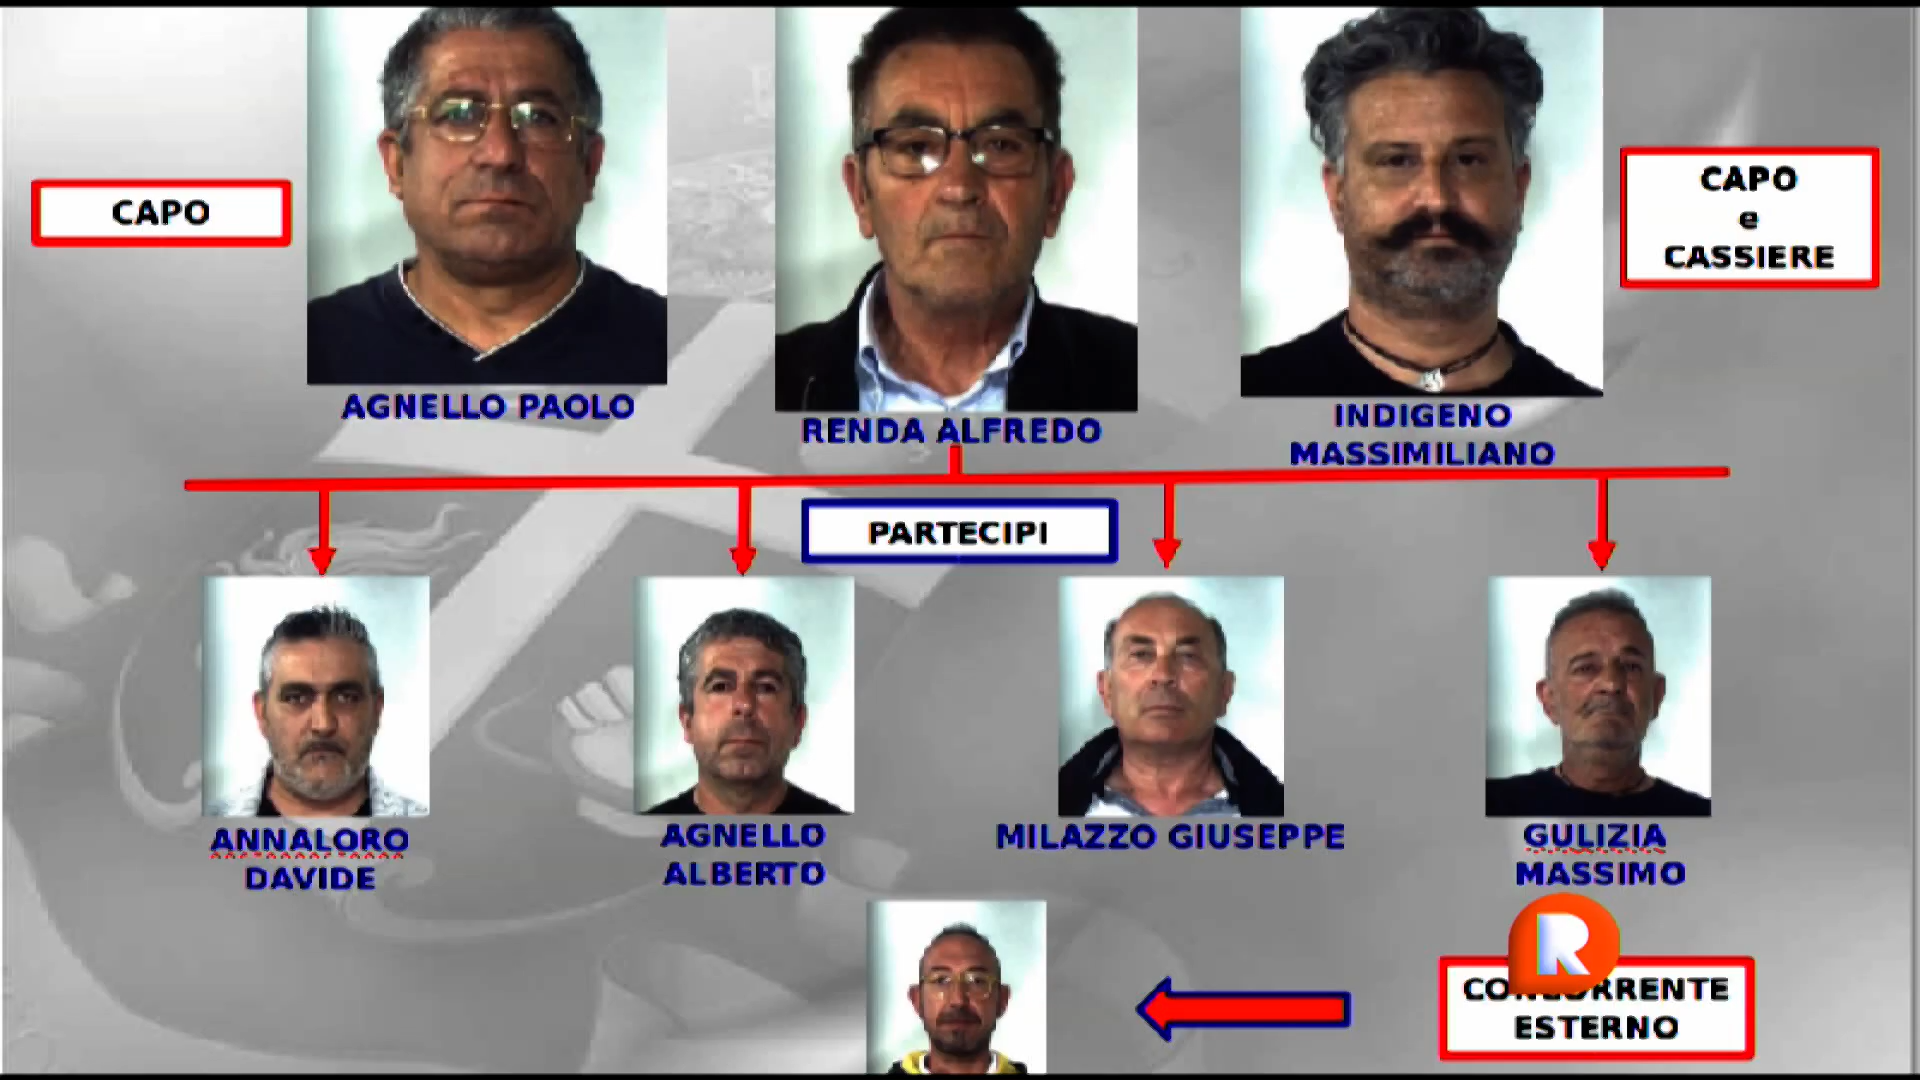 CAPO
CAPO
e
CASSIERE
AGNELLO PAOLO
RENDA ALFREDO
INDIGENO
MASSIMILIANO
PARTECIPI
ANNALORO
DAVIDE
AGNELLO
ALBERTO
MILAZZO GIUSEPPE
GULIZIA
MASSIMO
R
CONCORRENTE
ESTERNO